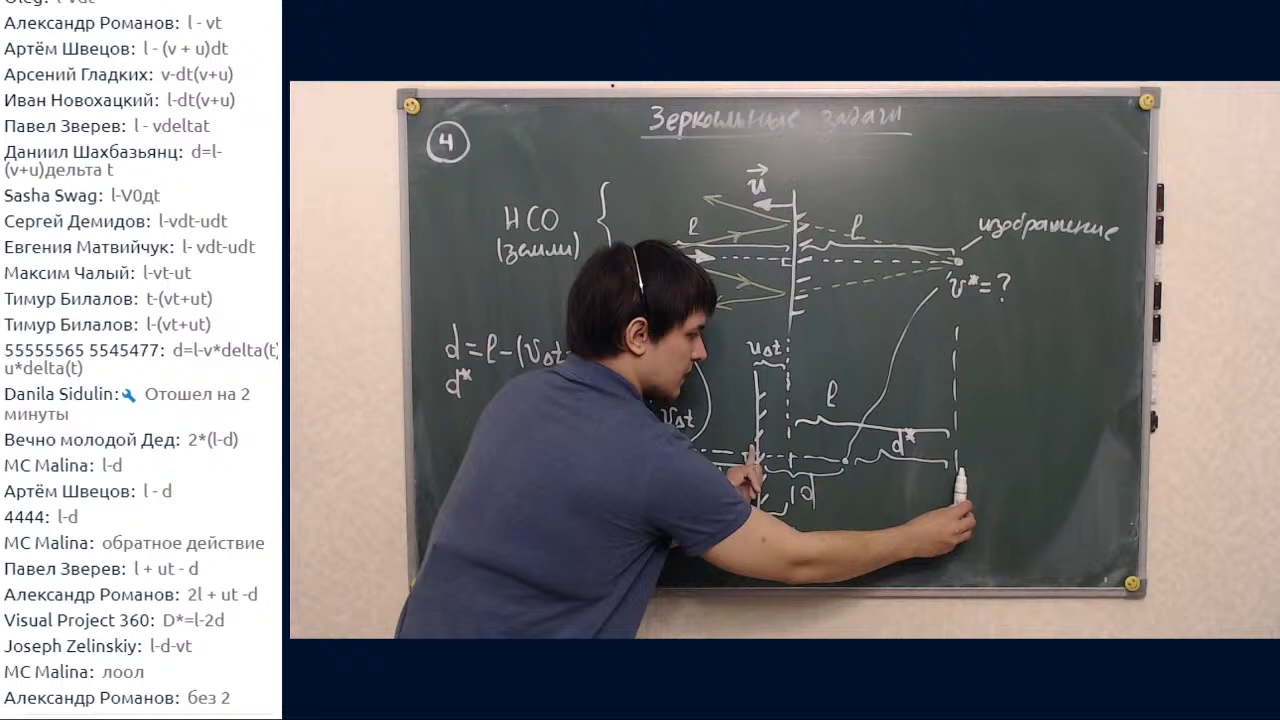 Александр Романов: l - vt
Артём Швецов: l - (v + u)dt
Арсений Гладких: v-dt(v+u)
Иван Новохацкий: l-dt(v+u)
Павел Зверев: l - vdeltat
Даниил Шахбазьянц: d=l-
(v+u)дельта t
Sasha Swag: l-V0дt
Сергей Демидов: l-vdt-udt
Евгения Матвийчук: l- vdt-udt
Максим Чалый: l-vt-ut
Тимур Билалов: t-(vt+ut)
Тимур Билалов: l-(vt+ut)
55555565 5545477: d=l-v*delta(t)
u*delta(t)
Danila Sidulin: Отошел на 2
минуты
Вечно молодой Дед: 2*(l-d)
MC Malina: l-d
Артём Швецов: l - d
4444: l-d
MC Malina: обратное действие
Павел Зверев: l + ut - d
Александр Романов: 2l + ut -d
Visual Project 360: D*=l-2d
Joseph Zelinskiy: l-d-vt
MC Malina: лоол
Александр Романов: без 2
Зеркальные задачи
4
u
НСО
(земли)
ℓ
ℓ
изображение
v*=?
d=ℓ-(vΔt
d*
uΔt
vΔt
ℓ
d*
d